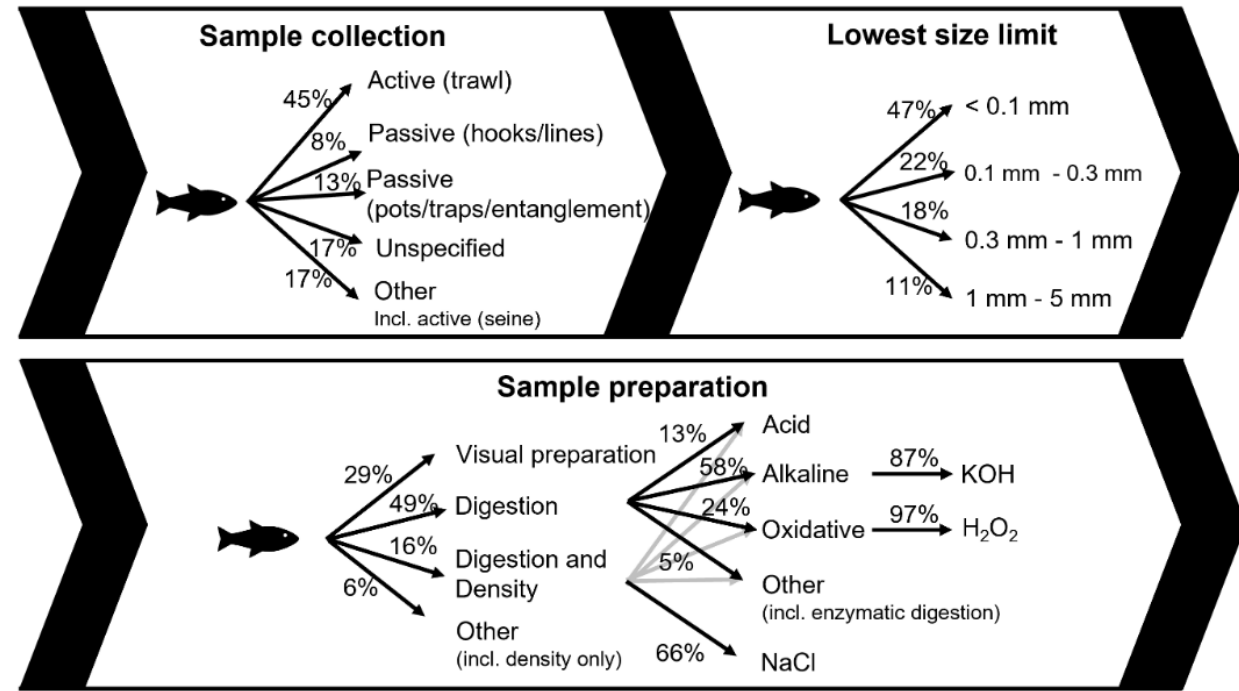 Sample collection
45%
Active (trawl)
8%
Passive (hooks/lines)
13%
Passive
(pots/traps/entanglement)
17%
Unspecified
17%
Other
Incl. active (seine)
Lowest size limit
47%
< 0.1 mm
22%
0.1 mm - 0.3 mm
18%
0.3 mm - 1 mm
11%
1 mm - 5 mm
Sample preparation
29%
Visual preparation
49%
Digestion
16%
Digestion and
Density
6%
Other
(incl. density only)
13%
Acid
58%
Alkaline
87%
KOH
24%
Oxidative
97%
H₂O₂
5%
Other
(incl. enzymatic digestion)
66%
NaCl